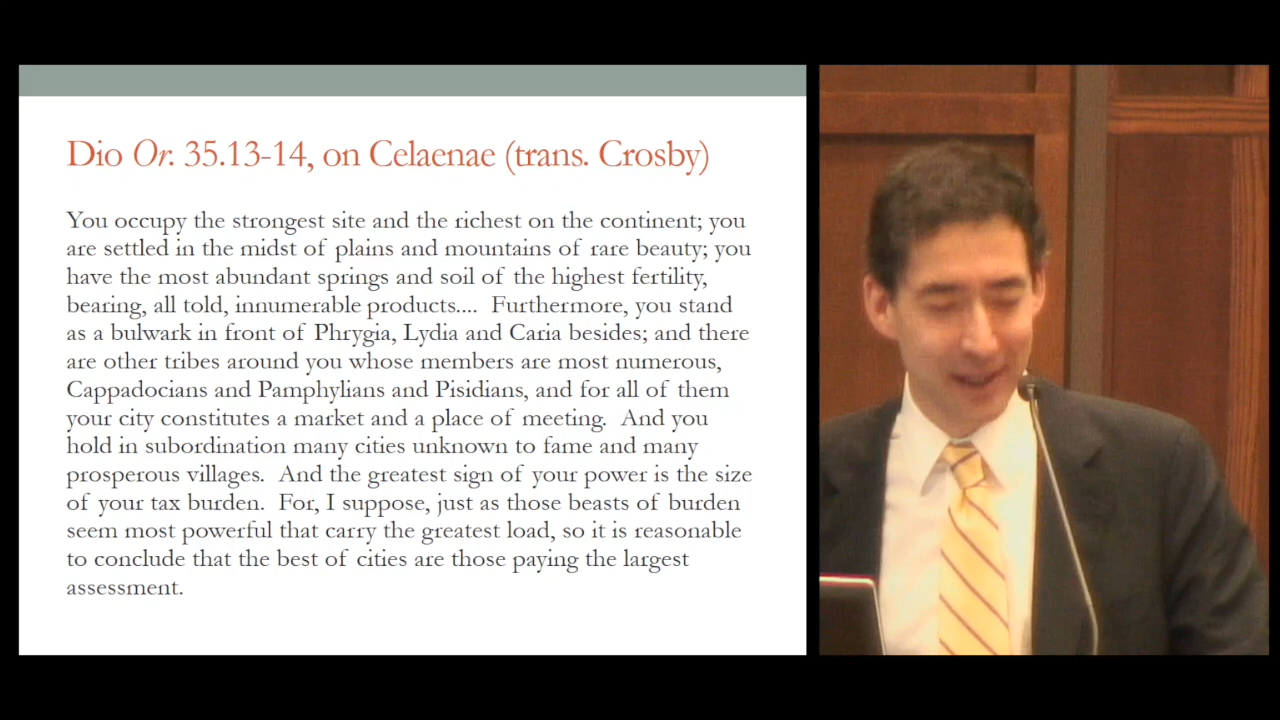 Dio Or. 35.13-14, on Celaenae (trans. Crosby)
You occupy the strongest site and the richest on the continent; you
are settled in the midst of plains and mountains of rare beauty; you
have the most abundant springs and soil of the highest fertility,
bearing, all told, innumerable products.... Furthermore, you stand
as a bulwark in front of Phrygia, Lydia and Caria besides; and there
are other tribes around you whose members are most numerous,
Cappadocians and Pamphylians and Pisidians, and for all of them
your city constitutes a market and a place of meeting. And you
hold in subordination many cities unknown to fame and many
prosperous villages. And the greatest sign of your power is the size
of your tax burden. For, I suppose, just as those beasts of burden
seem most powerful that carry the greatest load, so it is reasonable
to conclude that the best of cities are those paying the largest
assessment.